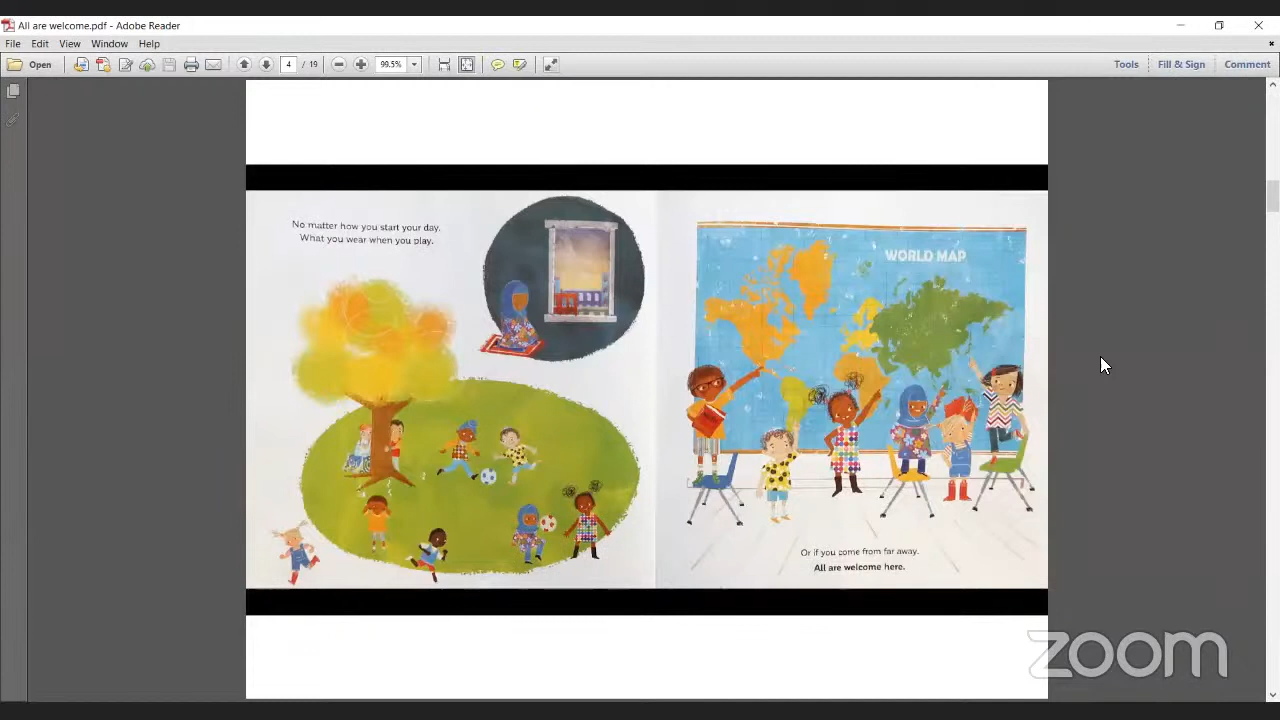 All are welcome.pdf - Adobe Reader
File Edit View Window Help
Open 4 / 19 99.5% Tools Fill & Sign Comment
No matter how you start your day.
What you wear when you play.
WORLD MAP
Or if you come from far away.
All are welcome here.
zoom